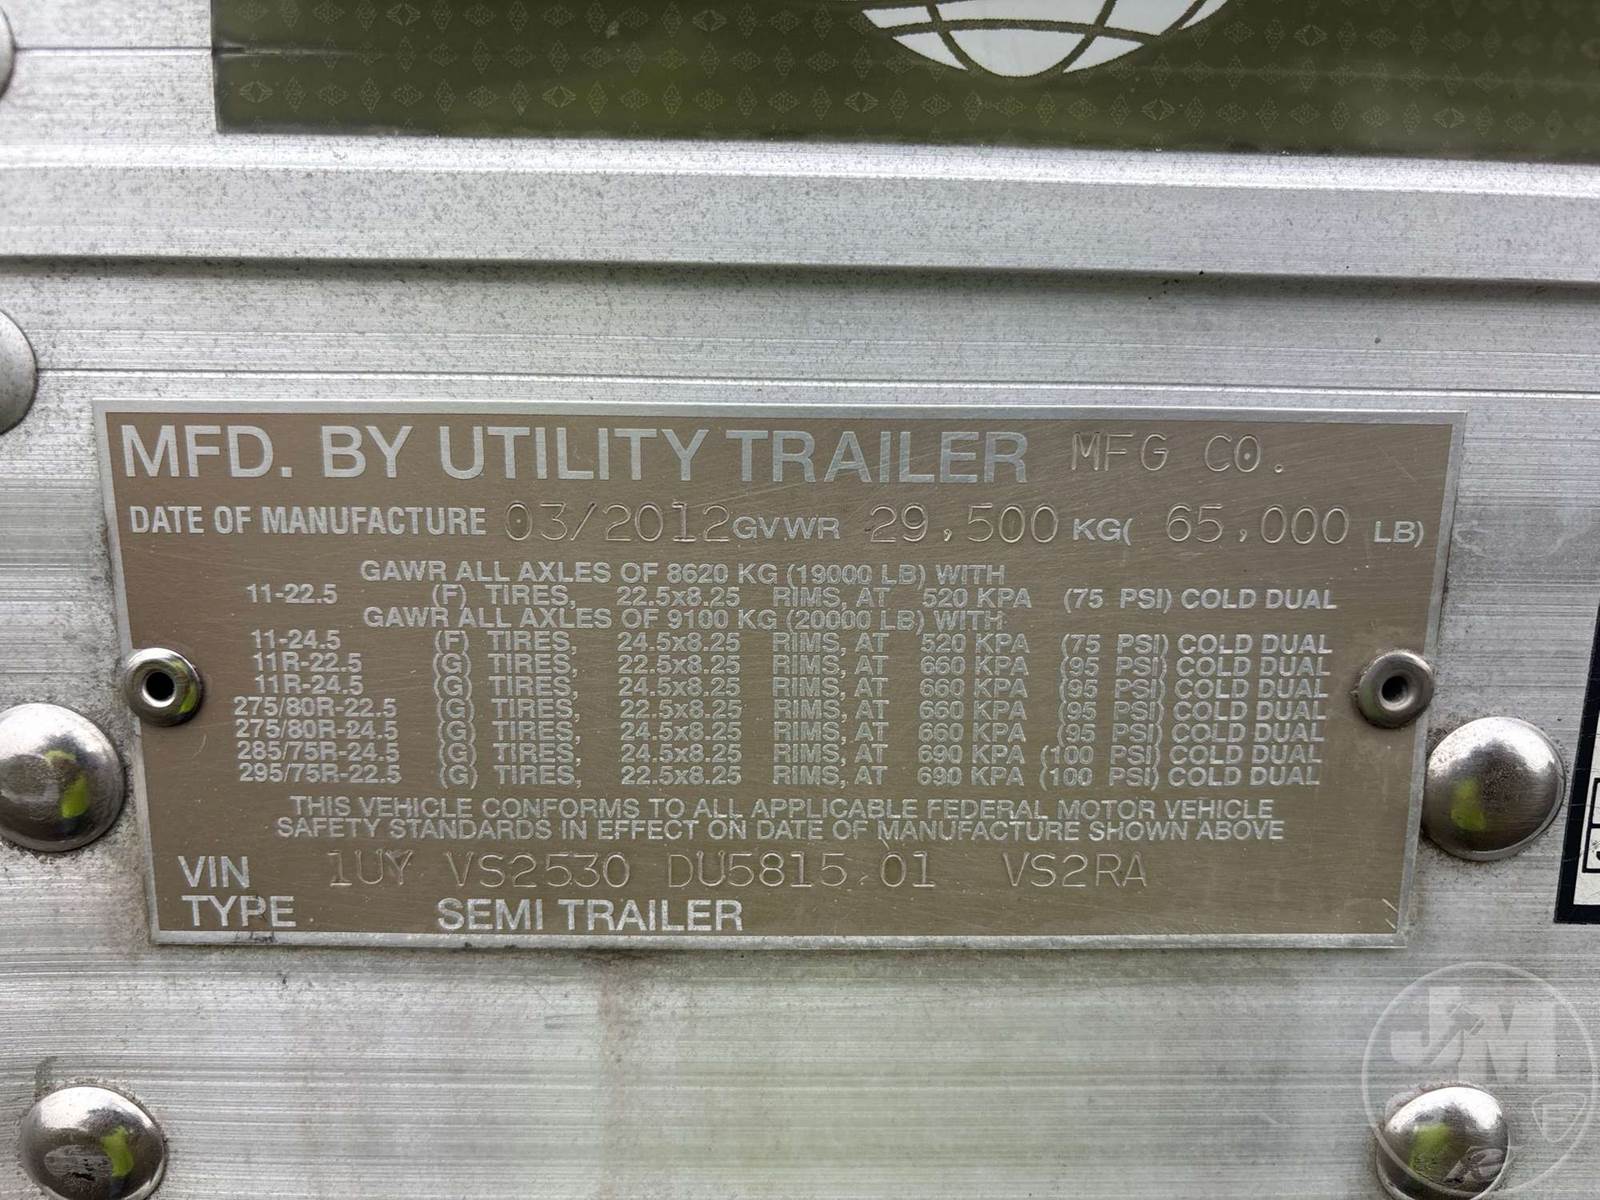 MFD. BY UTILITY TRAILER MFG CO.
DATE OF MANUFACTURE 03/2012 GVWR 29,500 KG( 65,000 LB)
GAWR ALL AXLES OF 8620 KG (19000 LB) WITH
11-22.5 (F) TIRES, 22.5x8.25 RIMS, AT 520 KPA (75 PSI) COLD DUAL
GAWR ALL AXLES OF 9100 KG (20000 LB) WITH:
11-24.5 (F) TIRES, 24.5x8.25 RIMS, AT 520 KPA (75 PSI) COLD DUAL
11R-22.5 (G) TIRES, 22.5x8.25 RIMS, AT 660 KPA (95 PSI) COLD DUAL
11R-24.5 (G) TIRES, 24.5x8.25 RIMS, AT 660 KPA (95 PSI) COLD DUAL
275/80R-22.5 (G) TIRES, 22.5x8.25 RIMS, AT 660 KPA (95 PSI) COLD DUAL
275/80R-24.5 (G) TIRES, 24.5x8.25 RIMS, AT 660 KPA (95 PSI) COLD DUAL
285/75R-24.5 (G) TIRES, 24.5x8.25 RIMS, AT 690 KPA (100 PSI) COLD DUAL
295/75R-22.5 (G) TIRES, 22.5x8.25 RIMS, AT 690 KPA (100 PSI) COLD DUAL
THIS VEHICLE CONFORMS TO ALL APPLICABLE FEDERAL MOTOR VEHICLE
SAFETY STANDARDS IN EFFECT ON DATE OF MANUFACTURE SHOWN ABOVE
VIN 1UY VS2530 DU5815 01 VS2RA
TYPE SEMI TRAILER
JM
E